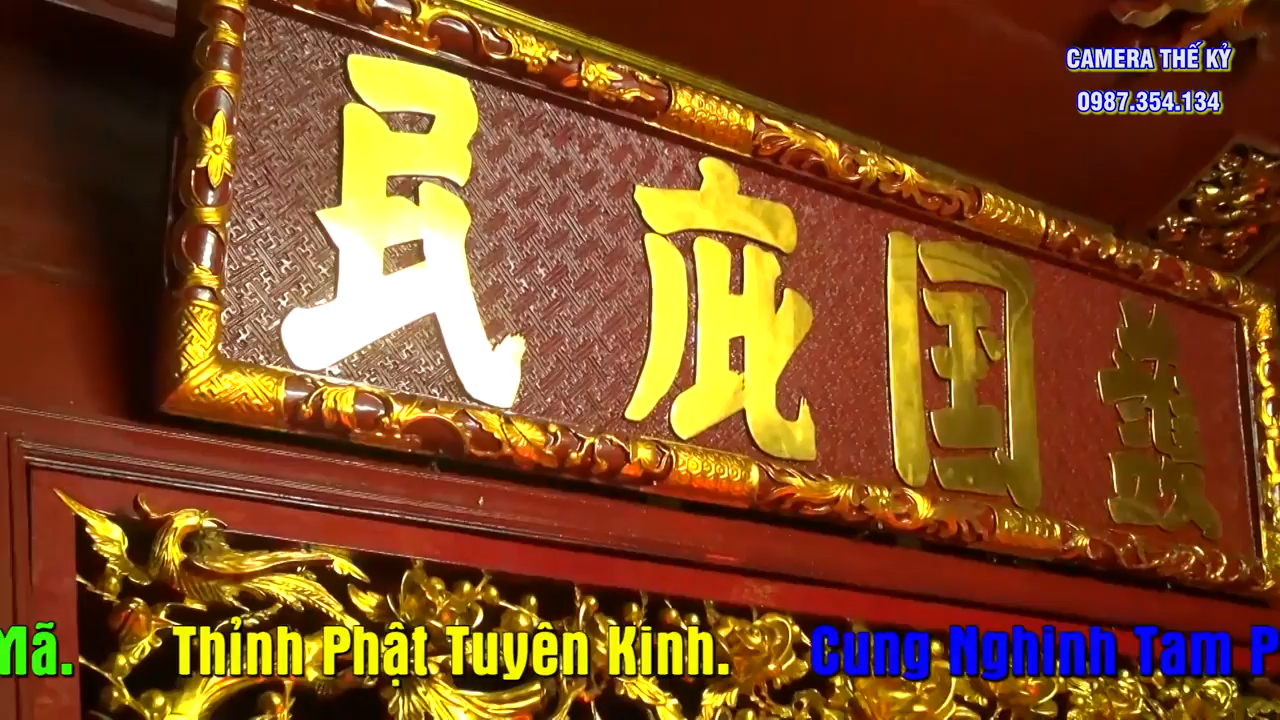 CAMERA THẾ KỶ
0987.354.134
護国庇民
Mã. Thỉnh Phật Tuyên Kinh. Cung Nghinh Tam P